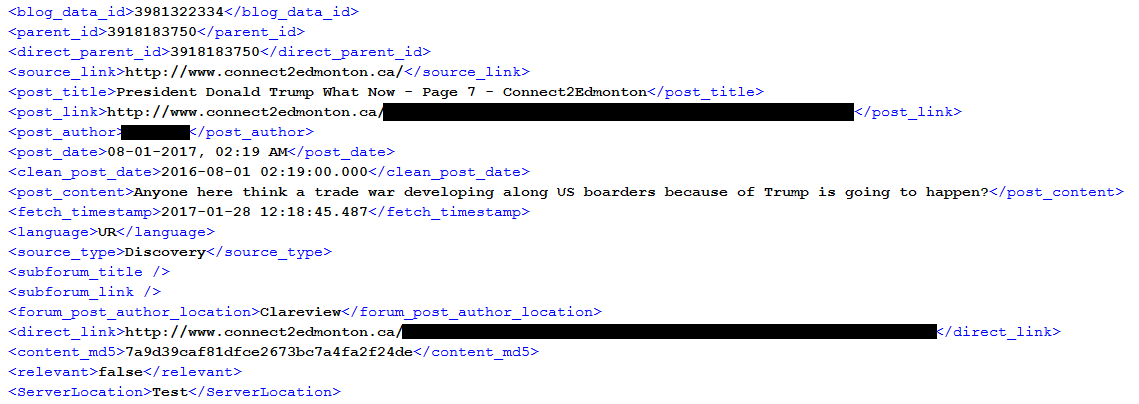 <blog_data_id>3981322334</blog_data_id>
<parent_id>3918183750</parent_id>
<direct_parent_id>3918183750</direct_parent_id>
<source_link>http://www.connect2edmonton.ca/</source_link>
<post_title>President Donald Trump What Now - Page 7 - Connect2Edmonton</post_title>
<post_link>http://www.connect2edmonton.ca/</post_link>
<post_author></post_author>
<post_date>08-01-2017, 02:19 AM</post_date>
<clean_post_date>2016-08-01 02:19:00.000</clean_post_date>
<post_content>Anyone here think a trade war developing along US boarders because of Trump is going to happen?</post_content>
<fetch_timestamp>2017-01-28 12:18:45.487</fetch_timestamp>
<language>UR</language>
<source_type>Discovery</source_type>
<subforum_title />
<subforum_link />
<forum_post_author_location>Clareview</forum_post_author_location>
<direct_link>http://www.connect2edmonton.ca/</direct_link>
<content_md5>7a9d39caf81dfce2673bc7a4fa2f24de</content_md5>
<relevant>false</relevant>
<ServerLocation>Test</ServerLocation>